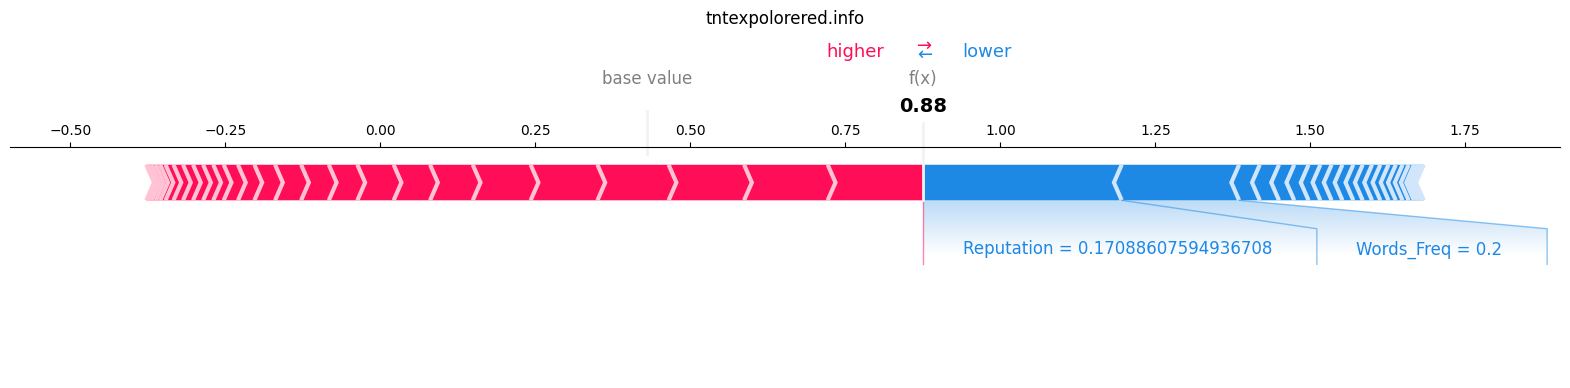 tntexpolorered.info
higher → ← lower
base value f(x)
0.88
−0.50 −0.25 0.00 0.25 0.50 0.75 1.00 1.25 1.50 1.75
Reputation = 0.17088607594936708 Words_Freq = 0.2